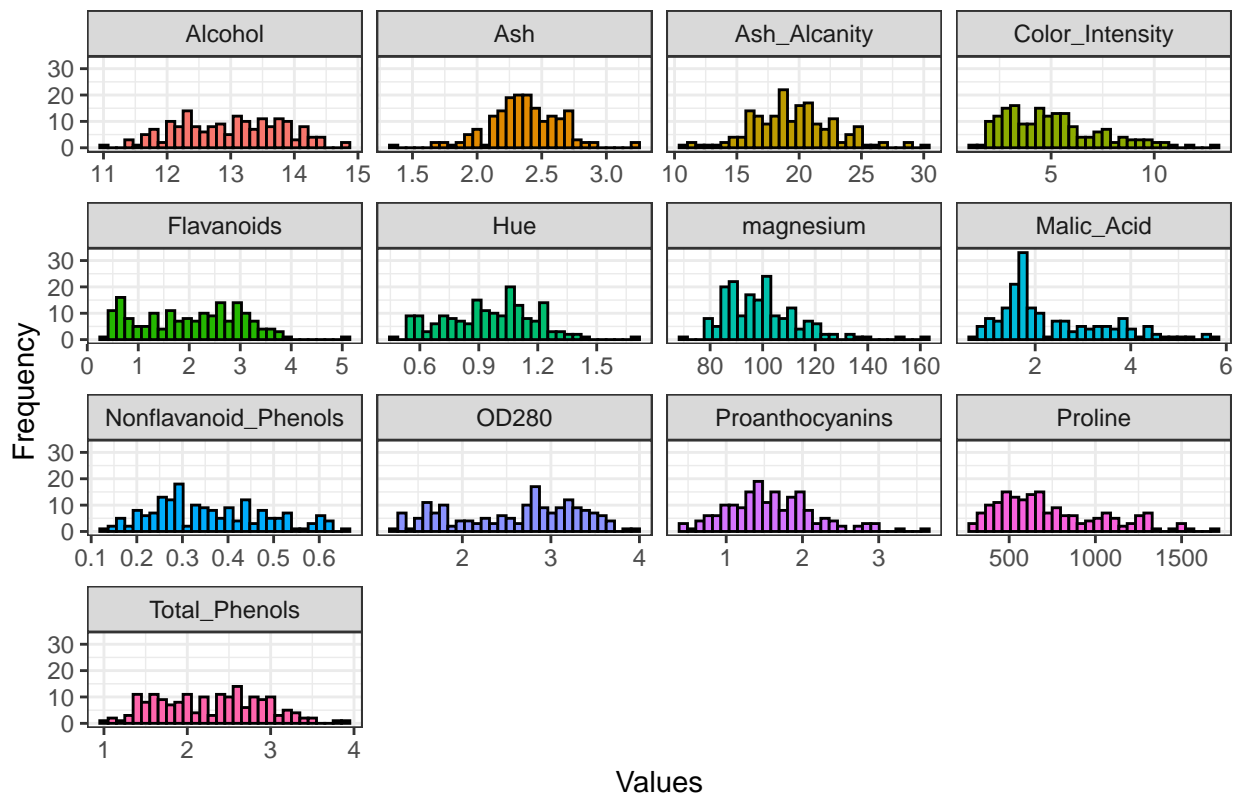 Alcohol Ash Ash_Alcanity Color_Intensity
30
20
10
0
11 12 13 14 15 1.5 2.0 2.5 3.0 10 15 20 25 30 5 10
Flavanoids Hue magnesium Malic_Acid
30
20
10
0
0 1 2 3 4 5 0.6 0.9 1.2 1.5 80 100 120 140 160 2 4 6
Frequency
Nonflavanoid_Phenols OD280 Proanthocyanins Proline
30
20
10
0
0.1 0.2 0.3 0.4 0.5 0.6 2 3 4 1 2 3 500 1000 1500
Total_Phenols
30
20
10
0
1 2 3 4
Values